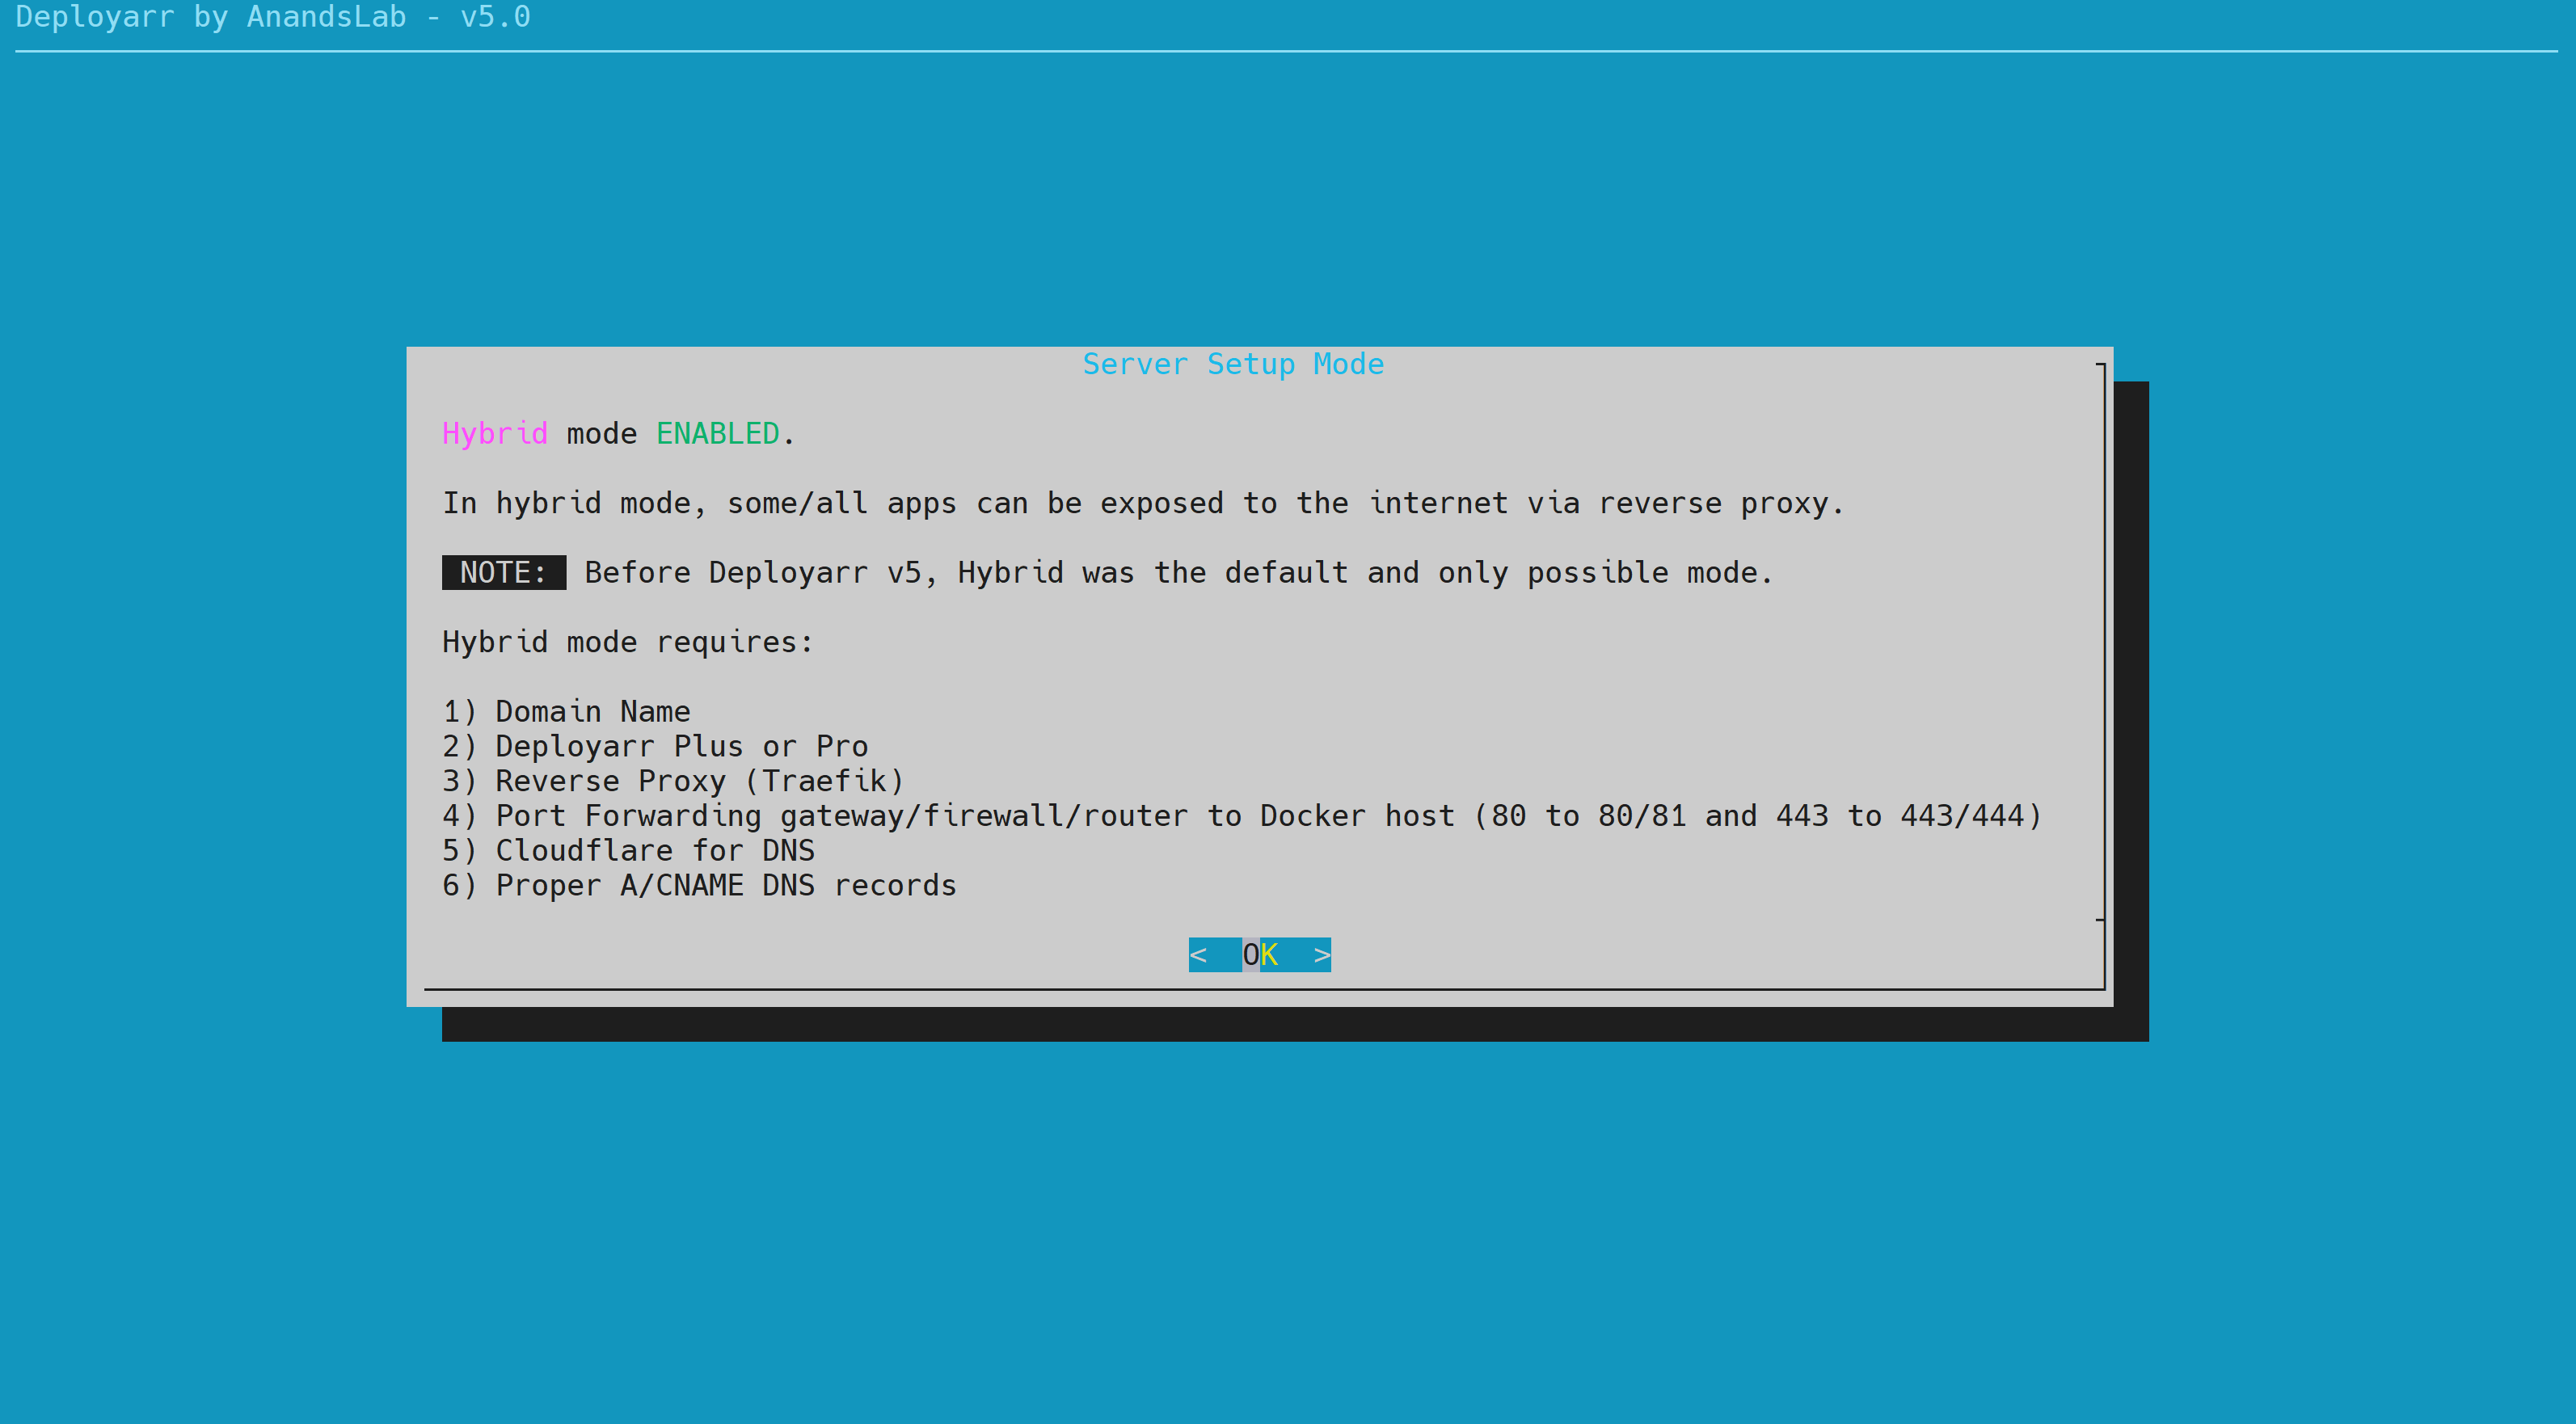 Deployarr by AnandsLab - v5.0
Server Setup Mode
Hybrid mode ENABLED.
In hybrid mode, some/all apps can be exposed to the internet via reverse proxy.
NOTE: Before Deployarr v5, Hybrid was the default and only possible mode.
Hybrid mode requires:
1) Domain Name
2) Deployarr Plus or Pro
3) Reverse Proxy (Traefik)
4) Port Forwarding gateway/firewall/router to Docker host (80 to 80/81 and 443 to 443/444)
5) Cloudflare for DNS
6) Proper A/CNAME DNS records
<  OK  >